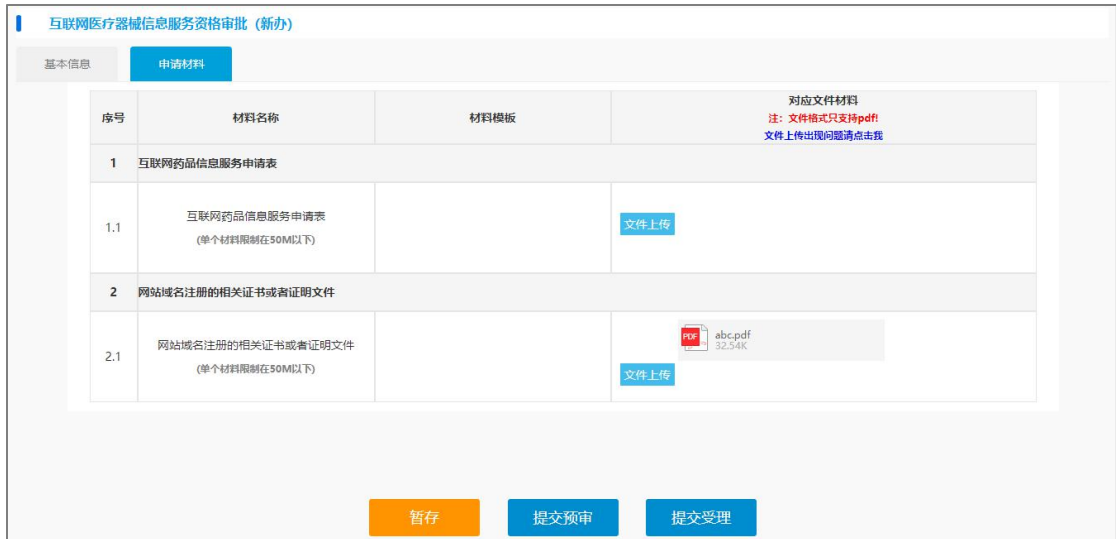 互联网医疗器械信息服务资格审批（新办）
基本信息
申请材料
序号
材料名称
材料模板
对应文件材料
注：文件格式只支持pdf!
文件上传出现问题请点击我
1
互联网药品信息服务申请表
1.1
互联网药品信息服务申请表
(单个材料限制在50M以下)
文件上传
2
网站域名注册的相关证书或者证明文件
2.1
网站域名注册的相关证书或者证明文件
(单个材料限制在50M以下)
PDF
abc.pdf
32.54K
文件上传
暂存
提交预审
提交受理